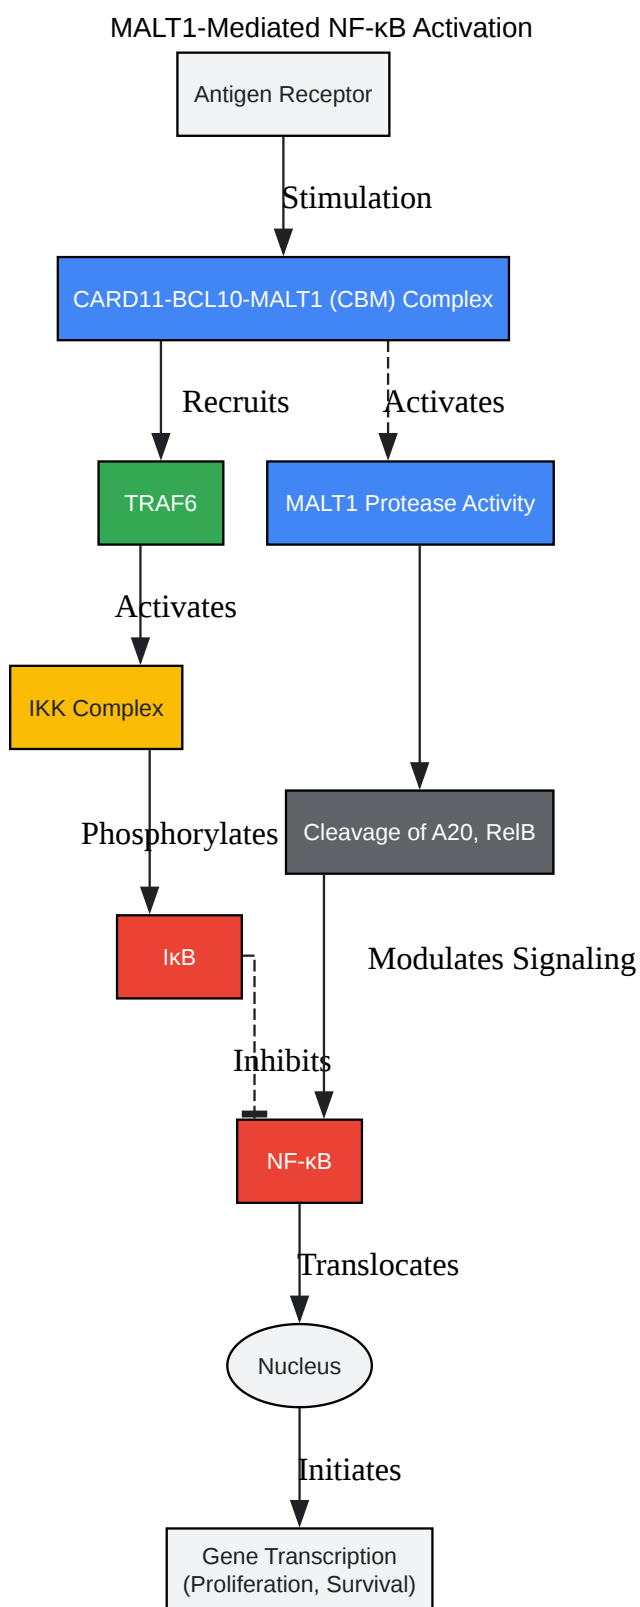 MALT1-Mediated NF-κB Activation
Antigen Receptor
Stimulation
CARD11-BCL10-MALT1 (CBM) Complex
Recruits
Activates
TRAF6
MALT1 Protease Activity
Activates
IKK Complex
Phosphorylates
Cleavage of A20, RelB
IκB
Modulates Signaling
Inhibits
NF-κB
Translocates
Nucleus
Initiates
Gene Transcription
(Proliferation, Survival)